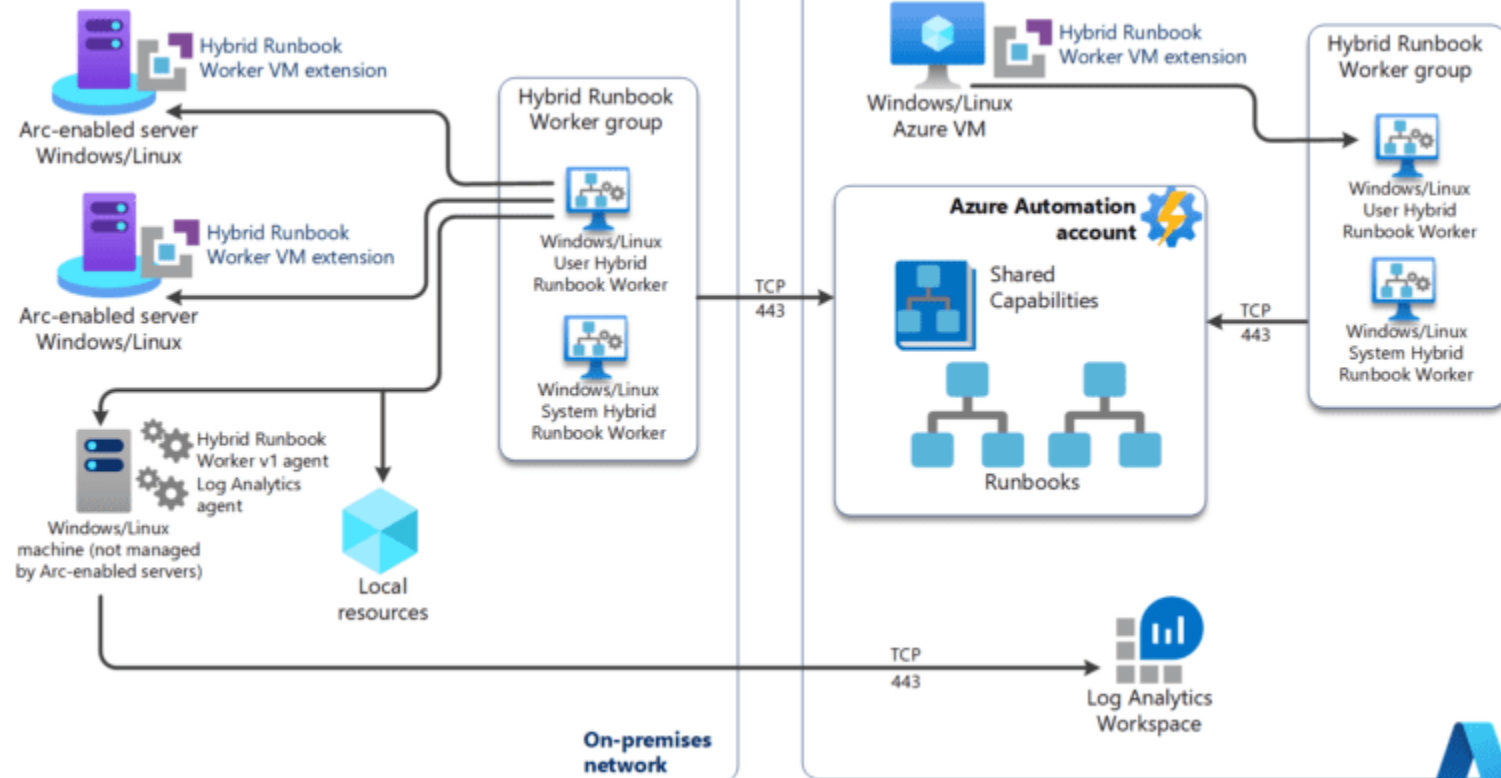 Hybrid Runbook
Worker VM extension
Arc-enabled server
Windows/Linux
Hybrid Runbook
Worker VM extension
Arc-enabled server
Windows/Linux
Hybrid Runbook
Worker v1 agent
Log Analytics
agent
Windows/Linux
machine (not managed
by Arc-enabled servers)
Local
resources
Hybrid Runbook
Worker group
Windows/Linux
User Hybrid
Runbook Worker
Windows/Linux
System Hybrid
Runbook Worker
On-premises
network
TCP
443
Hybrid Runbook
Worker VM extension
Windows/Linux
Azure VM
Azure Automation
account
Shared
Capabilities
Runbooks
TCP
443
Hybrid Runbook
Worker group
Windows/Linux
User Hybrid
Runbook Worker
Windows/Linux
System Hybrid
Runbook Worker
TCP
443
Log Analytics
Workspace